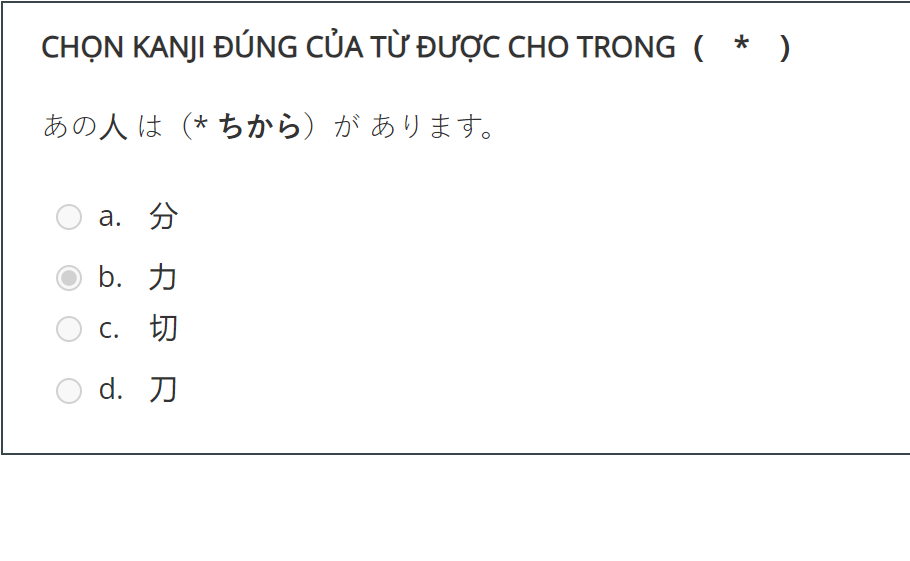 CHỌN KANJI ĐÚNG CỦA TỪ ĐƯỢC CHO TRONG ( * )
あの人 は（* ちから）が あります。
a. 分
b. 力
c. 切
d. 刀